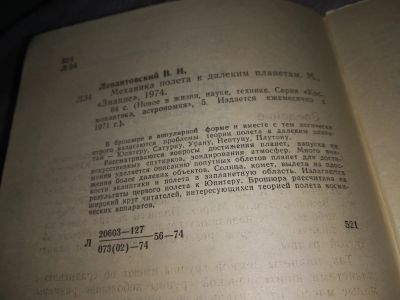 521
Л34
Левантовский В. И.
Л34 Механика полета к далеким планетам. М.,
«Знание», 1974.
64 с. (Новое в жизни, науке, технике. Серия «Кос-
монавтика, астрономия», 5. Издается ежемесячно с
1971 г.).
В брошюре в популярной форме и вместе с тем логически
строго излагаются проблемы теории полета к далеким плане-
там — Юпитеру, Сатурну, Урану, Нептуну, Плутону.
Рассматриваются вопросы достижения планет, запуска их
искусственных спутников, зондирования атмосфер. Много вни-
мания уделяется описанию попутных облетов планет для дости-
жения более далеких объектов, Солнца, комет, вылета из плос-
кости эклиптики и полета в запланетную область. Излагаются
результаты первого полета к Юпитеру. Брошюра рассчитана на
широкий круг читателей, интересующихся теорией полета косми-
ческих аппаратов.
Л 20603—127
073(02)—74 56—74
521